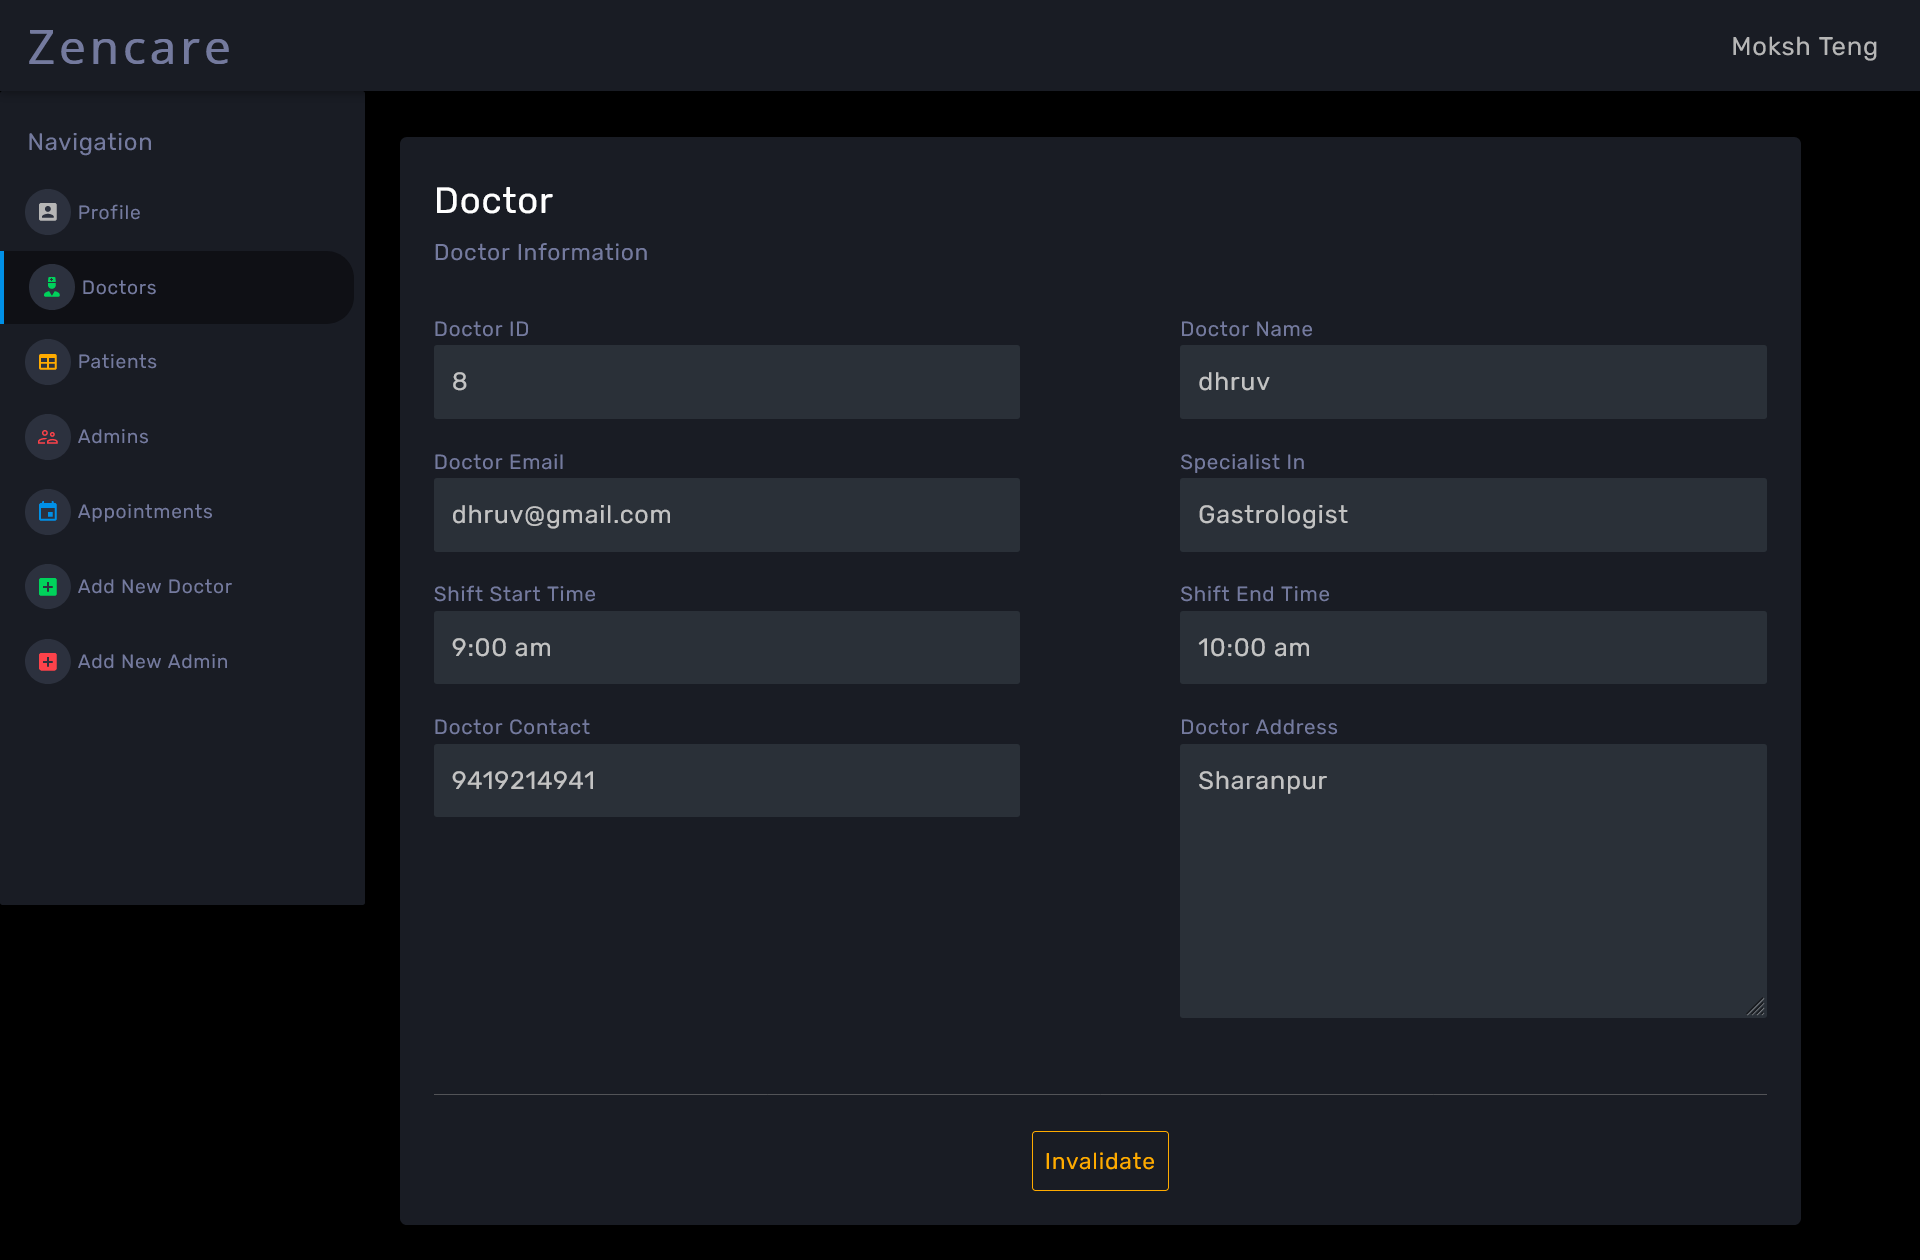 Zencare
Moksh Teng
Navigation
Profile
Doctors
Patients
Admins
Appointments
Add New Doctor
Add New Admin
Doctor
Doctor Information
Doctor ID
8
Doctor Name
dhruv
Doctor Email
dhruv@gmail.com
Specialist In
Gastrologist
Shift Start Time
9:00 am
Shift End Time
10:00 am
Doctor Contact
9419214941
Doctor Address
Sharanpur
Invalidate